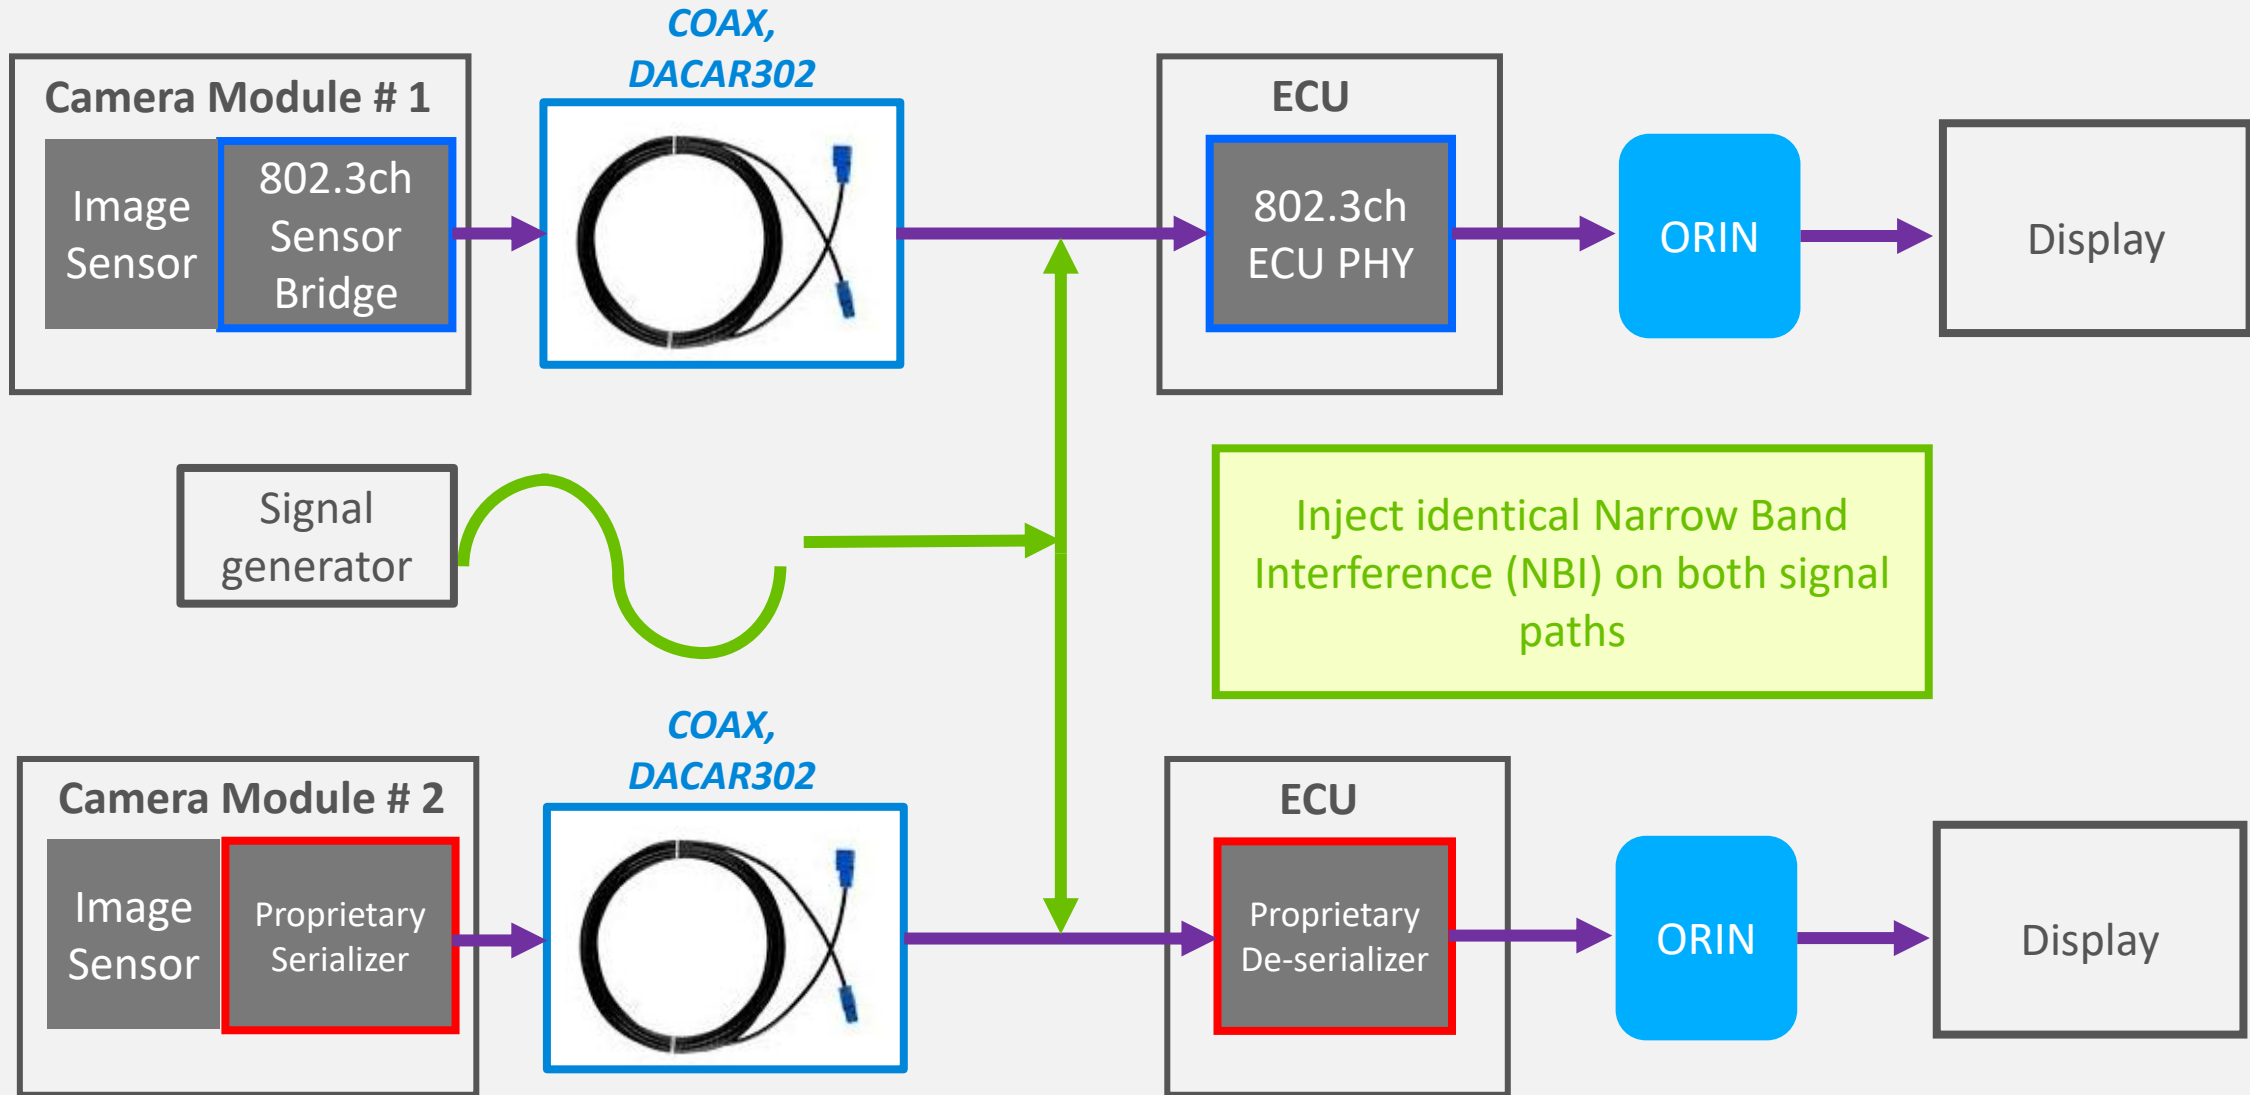 COAX,
DACAR302
Camera Module # 1
Image
Sensor
802.3ch
Sensor
Bridge
ECU
802.3ch
ECU PHY
ORIN
Display
Signal
generator
Inject identical Narrow Band
Interference (NBI) on both signal
paths
COAX,
DACAR302
Camera Module # 2
Image
Sensor
Proprietary
Serializer
ECU
Proprietary
De-serializer
ORIN
Display